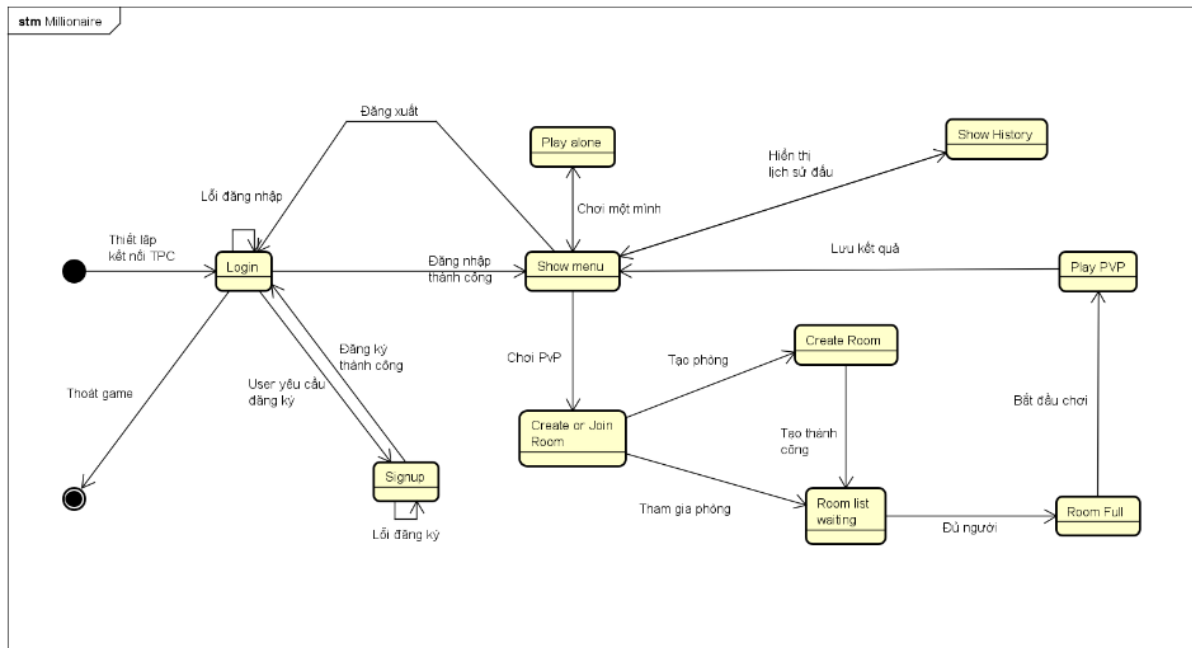 stm Millionaire
Đăng xuất
Play alone
Show History
Hiển thị
lịch sử đấu
Lỗi đăng nhập
Chơi một mình
Thiết lập
kết nối TPC
Login
Đăng nhập
thành công
Show menu
Lưu kết quả
Play PVP
Đăng ký
thành công
Chơi PvP
Tạo phòng
Create Room
Thoát game
User yêu cầu
đăng ký
Bắt đầu chơi
Create or Join
Room
Tạo thành
công
Signup
Tham gia phòng
Room list
waiting
Đủ người
Room Full
Lỗi đăng ký